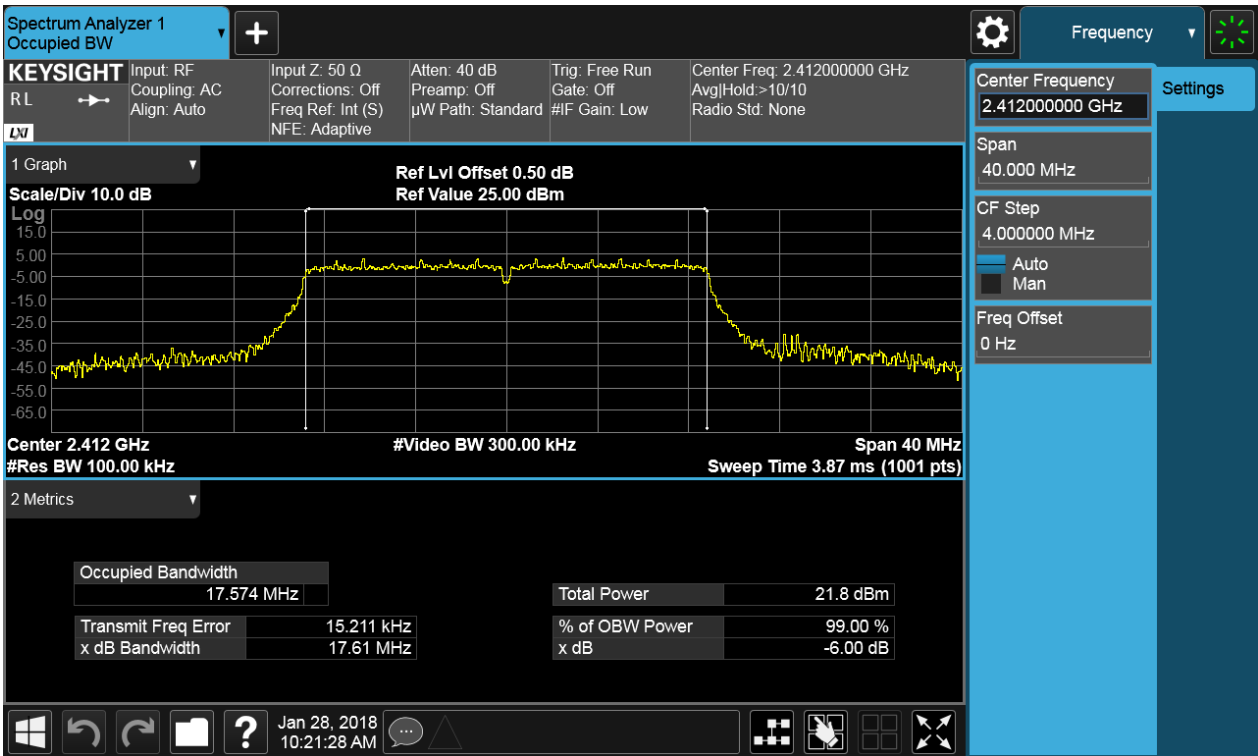 Spectrum Analyzer 1
Occupied BW
Frequency
KEYSIGHT
R L
LXI
Input: RF
Coupling: AC
Align: Auto
Input Z: 50 Ω
Corrections: Off
Freq Ref: Int (S)
NFE: Adaptive
Atten: 40 dB
Preamp: Off
µW Path: Standard
Trig: Free Run
Gate: Off
#IF Gain: Low
Center Freq: 2.412000000 GHz
Avg|Hold:>10/10
Radio Std: None
Center Frequency
2.412000000 GHz
Settings
Span
40.000 MHz
CF Step
4.000000 MHz
Auto
Man
Freq Offset
0 Hz
1 Graph
Scale/Div 10.0 dB
Ref Lvl Offset 0.50 dB
Ref Value 25.00 dBm
Log
15.0
5.00
-5.00
-15.0
-25.0
-35.0
-45.0
-55.0
-65.0
Center 2.412 GHz
#Video BW 300.00 kHz
Span 40 MHz
#Res BW 100.00 kHz
Sweep Time 3.87 ms (1001 pts)
2 Metrics
Occupied Bandwidth
17.574 MHz
Total Power 21.8 dBm
Transmit Freq Error 15.211 kHz
% of OBW Power 99.00 %
x dB Bandwidth 17.61 MHz
x dB -6.00 dB
?
Jan 28, 2018
10:21:28 AM